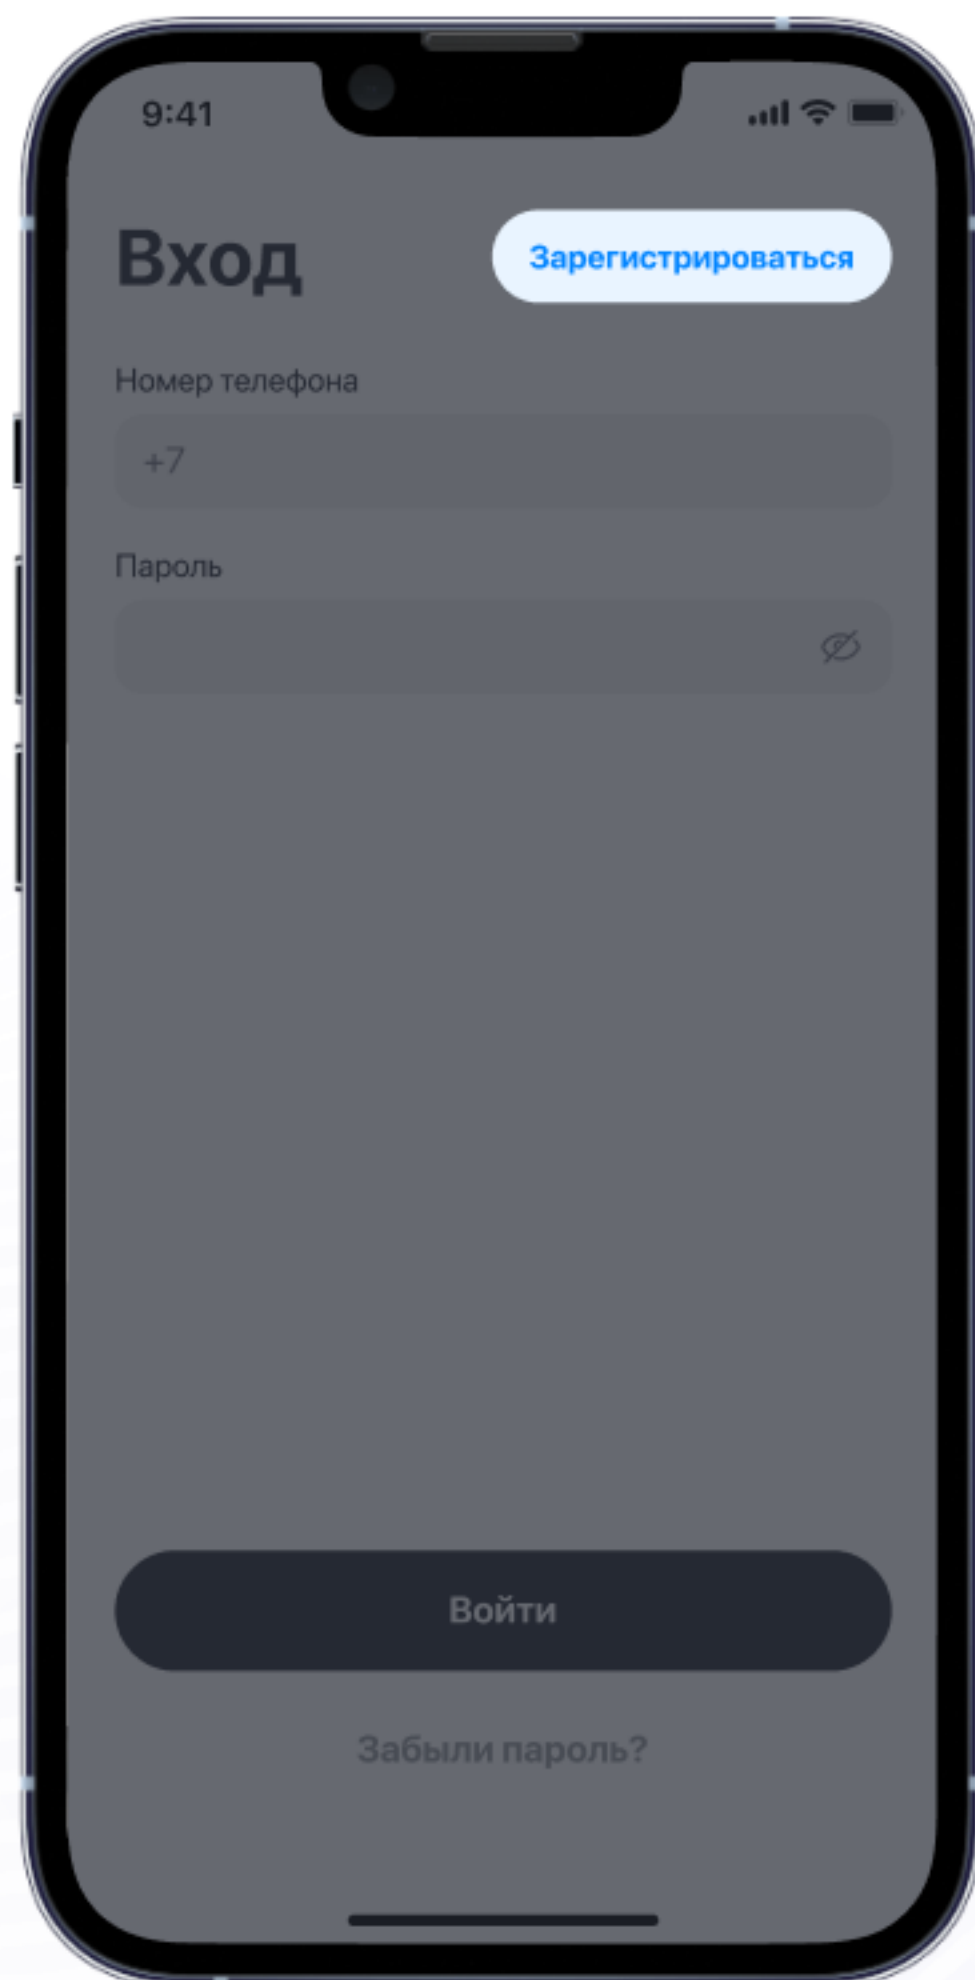 9:41
Вход
Зарегистрироваться
Номер телефона
+7
Пароль
Войти
Забыли пароль?